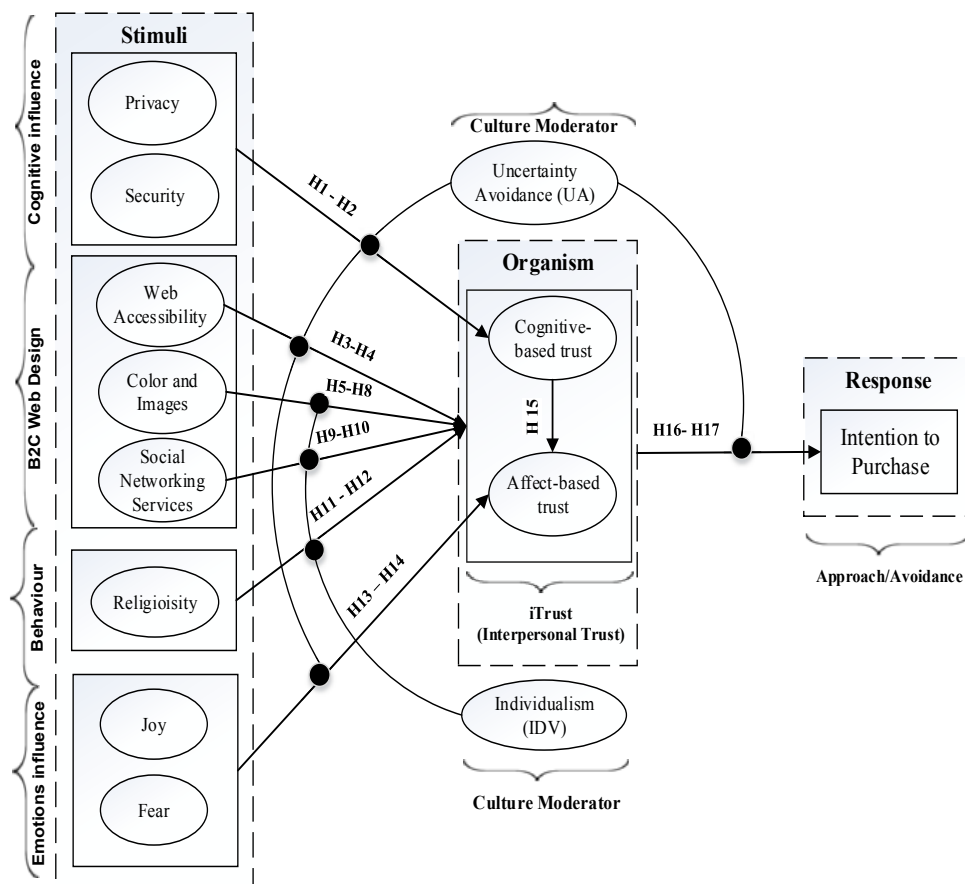 Stimuli
Cognitive influence
Privacy
Security
B2C Web Design
Web
Accessibility
Color and
Images
Social
Networking
Services
Behaviour
Religioisity
Emotions influence
Joy
Fear
H1 - H2
H3-H4
H5-H8
H9-H10
H11 - H12
H13 – H14
Culture Moderator
Uncertainty
Avoidance (UA)
Organism
Cognitive-
based trust
H 15
Affect-based
trust
iTrust
(Interpersonal Trust)
Individualism
(IDV)
Culture Moderator
H16- H17
Response
Intention to
Purchase
Approach/Avoidance